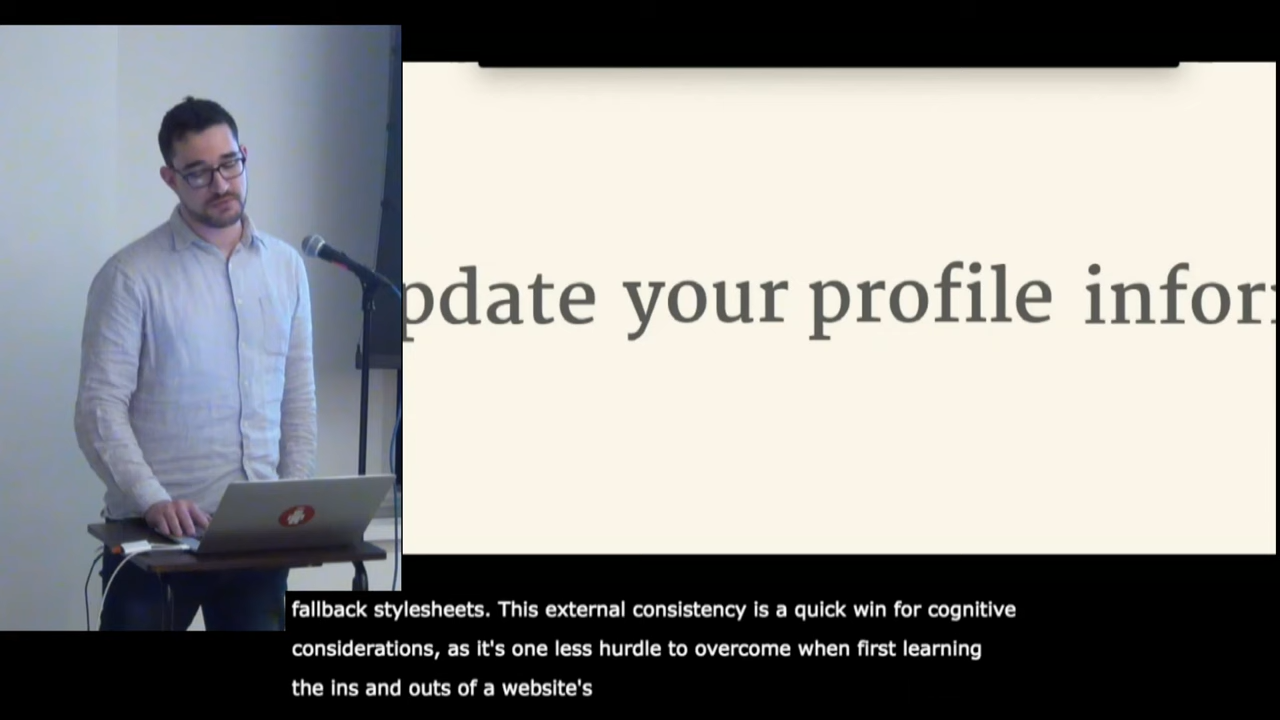 pdate your profile infor
fallback stylesheets. This external consistency is a quick win for cognitive
considerations, as it's one less hurdle to overcome when first learning
the ins and outs of a website's